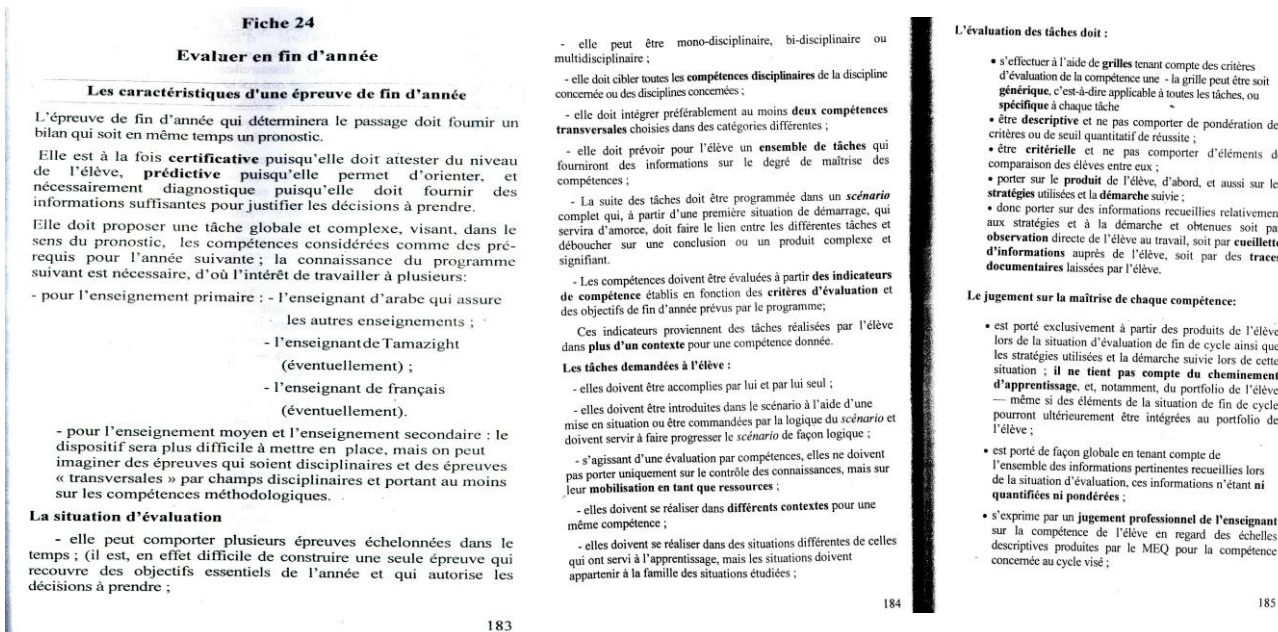 Fiche 24
Evaluer en fin d'année
Les caractéristiques d'une épreuve de fin d'année
L'épreuve de fin d'année qui déterminera le passage doit fournir un
bilan qui soit en même temps un pronostic.
Elle est à la fois certificative puisqu'elle doit attester du niveau
de l'élève, prédictive puisqu'elle permet d'orienter, et
nécessairement diagnostique puisqu'elle doit fournir des
informations suffisantes pour justifier les décisions à prendre.
Elle doit proposer une tâche globale et complexe, visant, dans le
sens du pronostic, les compétences considérées comme des pré-
requis pour l'année suivante ; la connaissance du programme
suivant est nécessaire, d'où l'intérêt de travailler à plusieurs:
- pour l'enseignement primaire : - l'enseignant d'arabe qui assure
les autres enseignements ;
- l'enseignant de Tamazight
(éventuellement) ;
- l'enseignant de français
(éventuellement).
- pour l'enseignement moyen et l'enseignement secondaire : le
dispositif sera plus difficile à mettre en place, mais on peut
imaginer des épreuves qui soient disciplinaires et des épreuves
« transversales » par champs disciplinaires et portant au moins
sur les compétences méthodologiques.
La situation d'évaluation
- elle peut comporter plusieurs épreuves échelonnées dans le
temps ; (il est, en effet difficile de construire une seule épreuve qui
recouvre des objectifs essentiels de l'année et qui autorise les
décisions à prendre ;
183
- elle peut être mono-disciplinaire, bi-disciplinaire ou
multidisciplinaire ;
- elle doit cibler toutes les compétences disciplinaires de la discipline
concernée ou des disciplines concernées ;
- elle doit intégrer préférablement au moins deux compétences
transversales choisies dans des catégories différentes ;
- elle doit prévoir pour l'élève un ensemble de tâches qui
fourniront des informations sur le degré de maîtrise des
compétences ;
- La suite des tâches doit être programmée dans un scénario
complet qui, à partir d'une première situation de démarrage, qui
servira d'amorce, doit faire le lien entre les différentes tâches et
déboucher sur une conclusion ou un produit complexe et
signifiant.
- Les compétences doivent être évaluées à partir des indicateurs
de compétence établis en fonction des critères d'évaluation et
des objectifs de fin d'année prévus par le programme;
Ces indicateurs proviennent des tâches réalisées par l'élève
dans plus d'un contexte pour une compétence donnée.
Les tâches demandées à l'élève :
- elles doivent être accomplies par lui et par lui seul ;
- elles doivent être introduites dans le scénario à l'aide d'une
mise en situation ou être commandées par la logique du scénario et
doivent servir à faire progresser le scénario de façon logique ;
- s'agissant d'une évaluation par compétences, elles ne doivent
pas porter uniquement sur le contrôle des connaissances, mais sur
leur mobilisation en tant que ressources ;
- elles doivent se réaliser dans différents contextes pour une
même compétence ;
- elles doivent se réaliser dans des situations différentes de celles
qui ont servi à l'apprentissage, mais les situations doivent
appartenir à la famille des situations étudiées ;
184
L'évaluation des tâches doit :
• s'effectuer à l'aide de grilles tenant compte des critères
d'évaluation de la compétence une - la grille peut être soit
générique, c'est-à-dire applicable à toutes les tâches, ou
spécifique à chaque tâche
• être descriptive et ne pas comporter de pondération de
critères ou de seuil quantitatif de réussite ;
• être critérielle et ne pas comporter d'éléments d
comparaison des élèves entre eux ;
• porter sur le produit de l'élève, d'abord, et aussi sur le
stratégies utilisées et la démarche suivie ;
• donc porter sur des informations recueillies relativemen
aux stratégies et à la démarche et obtenues soit pa
observation directe de l'élève au travail, soit par cueillette
d'informations auprès de l'élève, soit par des traces
documentaires laissées par l'élève.
Le jugement sur la maîtrise de chaque compétence:
• est porté exclusivement à partir des produits de l'élève
lors de la situation d'évaluation de fin de cycle ainsi que
les stratégies utilisées et la démarche suivie lors de cette
situation ; il ne tient pas compte du cheminement
d'apprentissage, et, notamment, du portfolio de l'élève
— même si des éléments de la situation de fin de cycle
pourront ultérieurement être intégrées au portfolio de
l'élève ;
• est porté de façon globale en tenant compte de
l'ensemble des informations pertinentes recueillies lors
de la situation d'évaluation, ces informations n'étant ni
quantifiées ni pondérées ;
• s'exprime par un jugement professionnel de l'enseignant
sur la compétence de l'élève en regard des échelles
descriptives produites par le MEQ pour la compétence
concernée au cycle visé ;
185